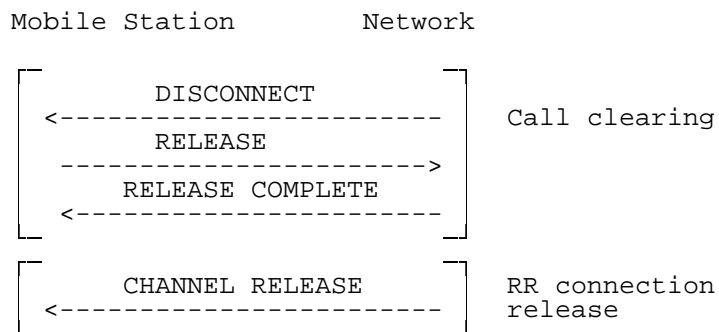 Mobile Station Network
DISCONNECT
<------------------------ Call clearing
RELEASE
----------------------->
RELEASE COMPLETE
<-----------------------
CHANNEL RELEASE RR connection
<------------------------ release